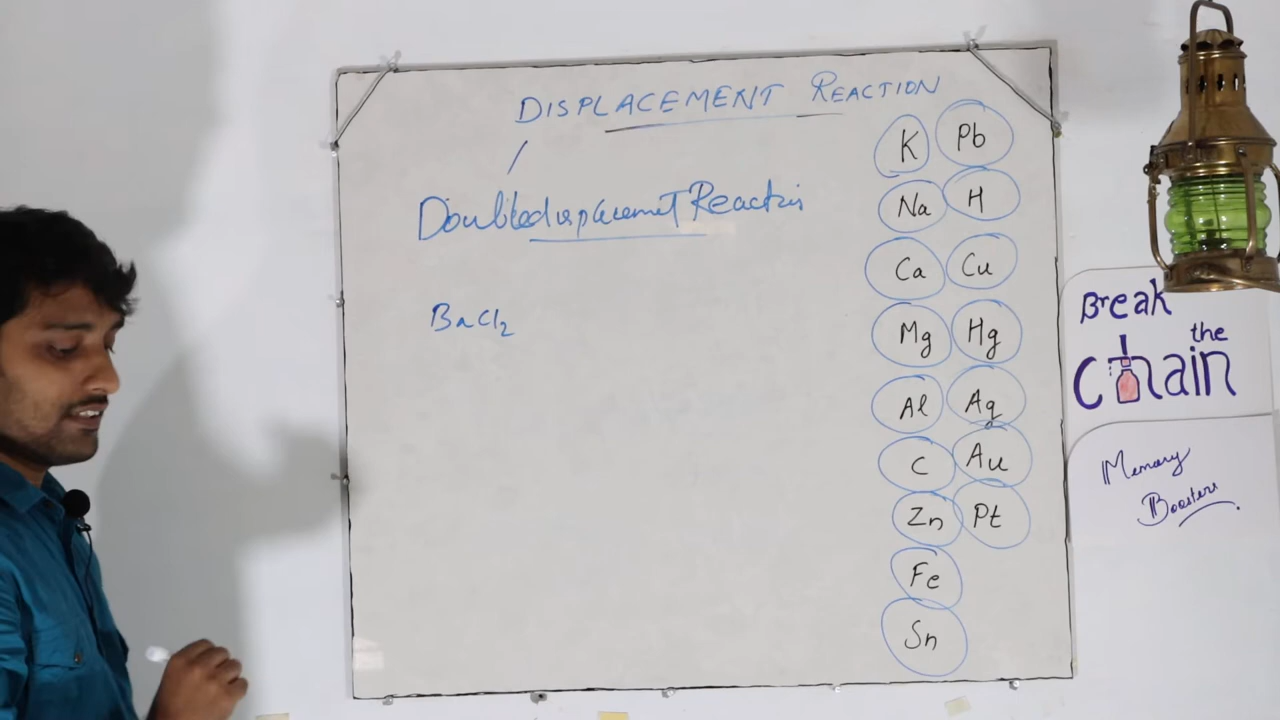 DISPLACEMENT REACTION
Doubledisplacement Reaction
BaCl2
K Pb
Na H
Ca Cu
Mg Hg
Al Ag
C Au
Zn Pt
Fe
Sn
Break
the
Chain
Memory
Boosters